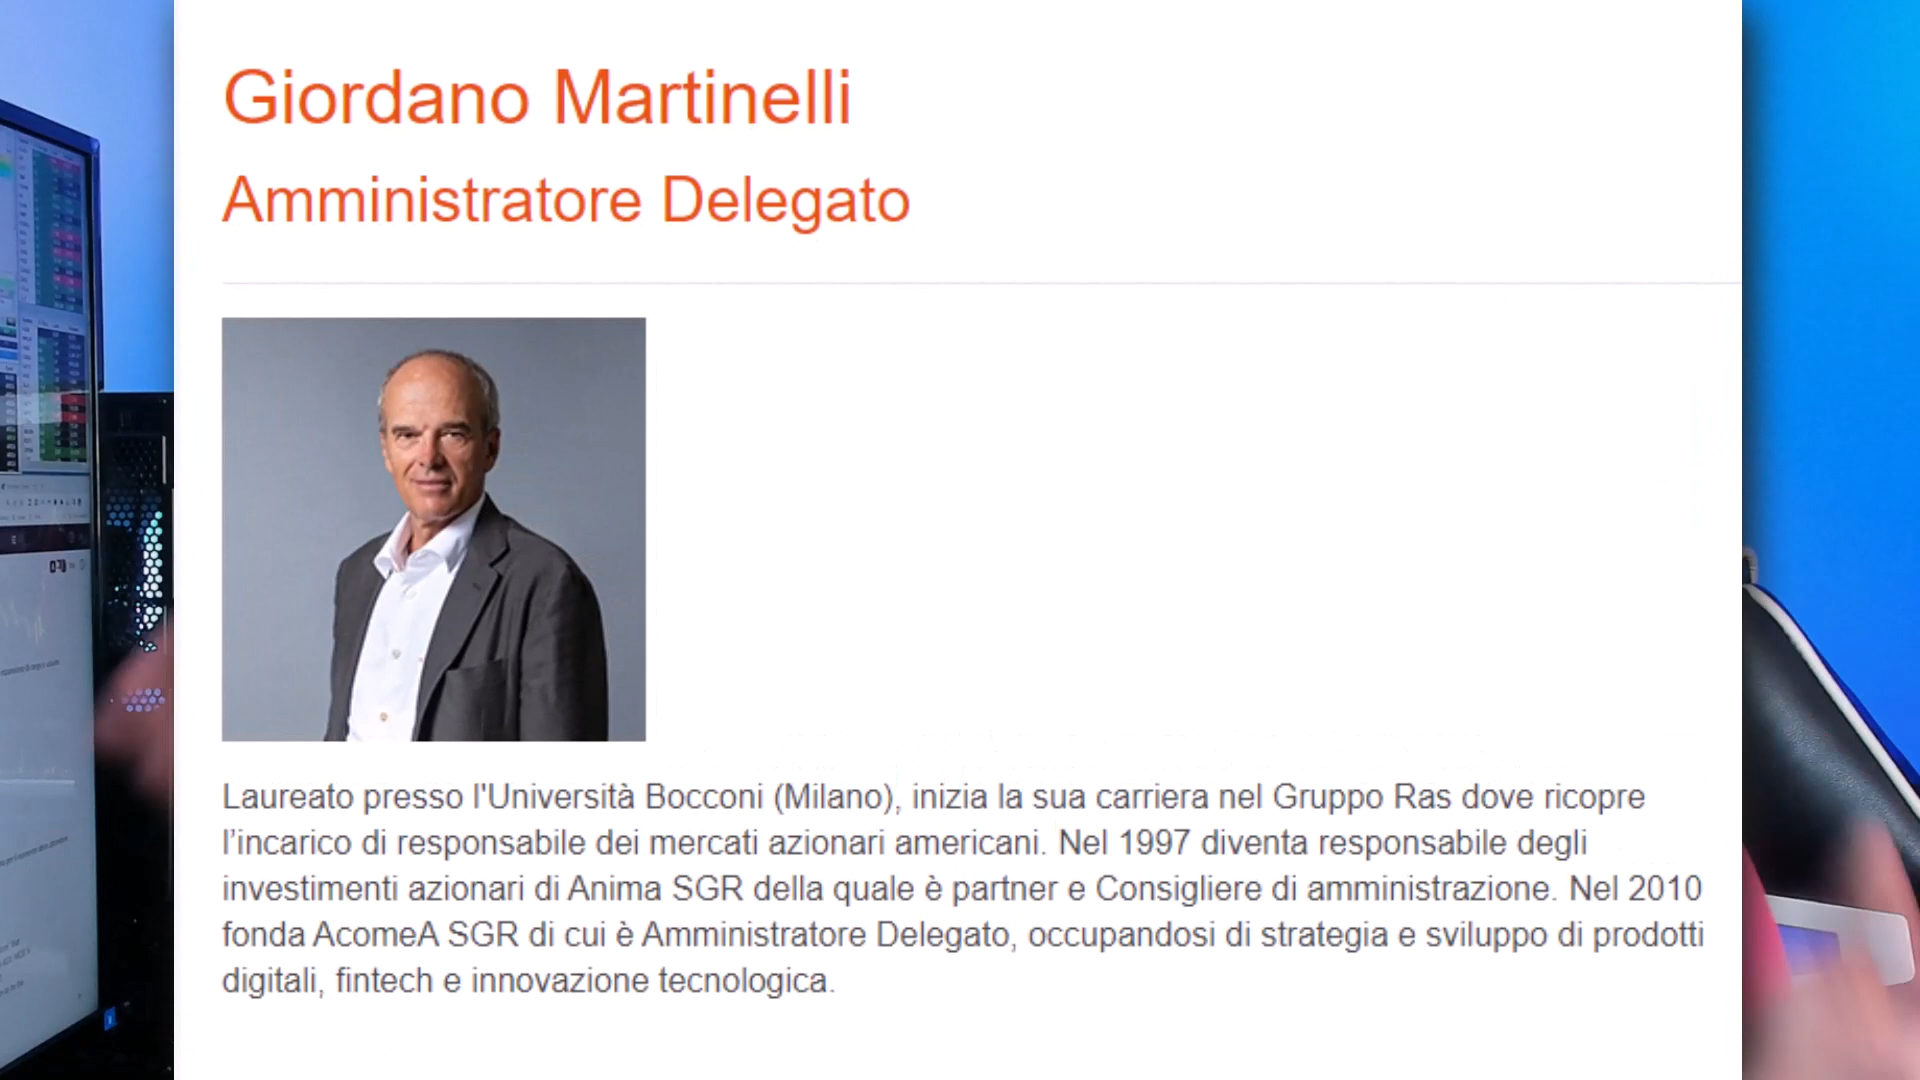 Giordano Martinelli
Amministratore Delegato
Laureato presso l'Università Bocconi (Milano), inizia la sua carriera nel Gruppo Ras dove ricopre
l’incarico di responsabile dei mercati azionari americani. Nel 1997 diventa responsabile degli
investimenti azionari di Anima SGR della quale è partner e Consigliere di amministrazione. Nel 2010
fonda AcomeA SGR di cui è Amministratore Delegato, occupandosi di strategia e sviluppo di prodotti
digitali, fintech e innovazione tecnologica.